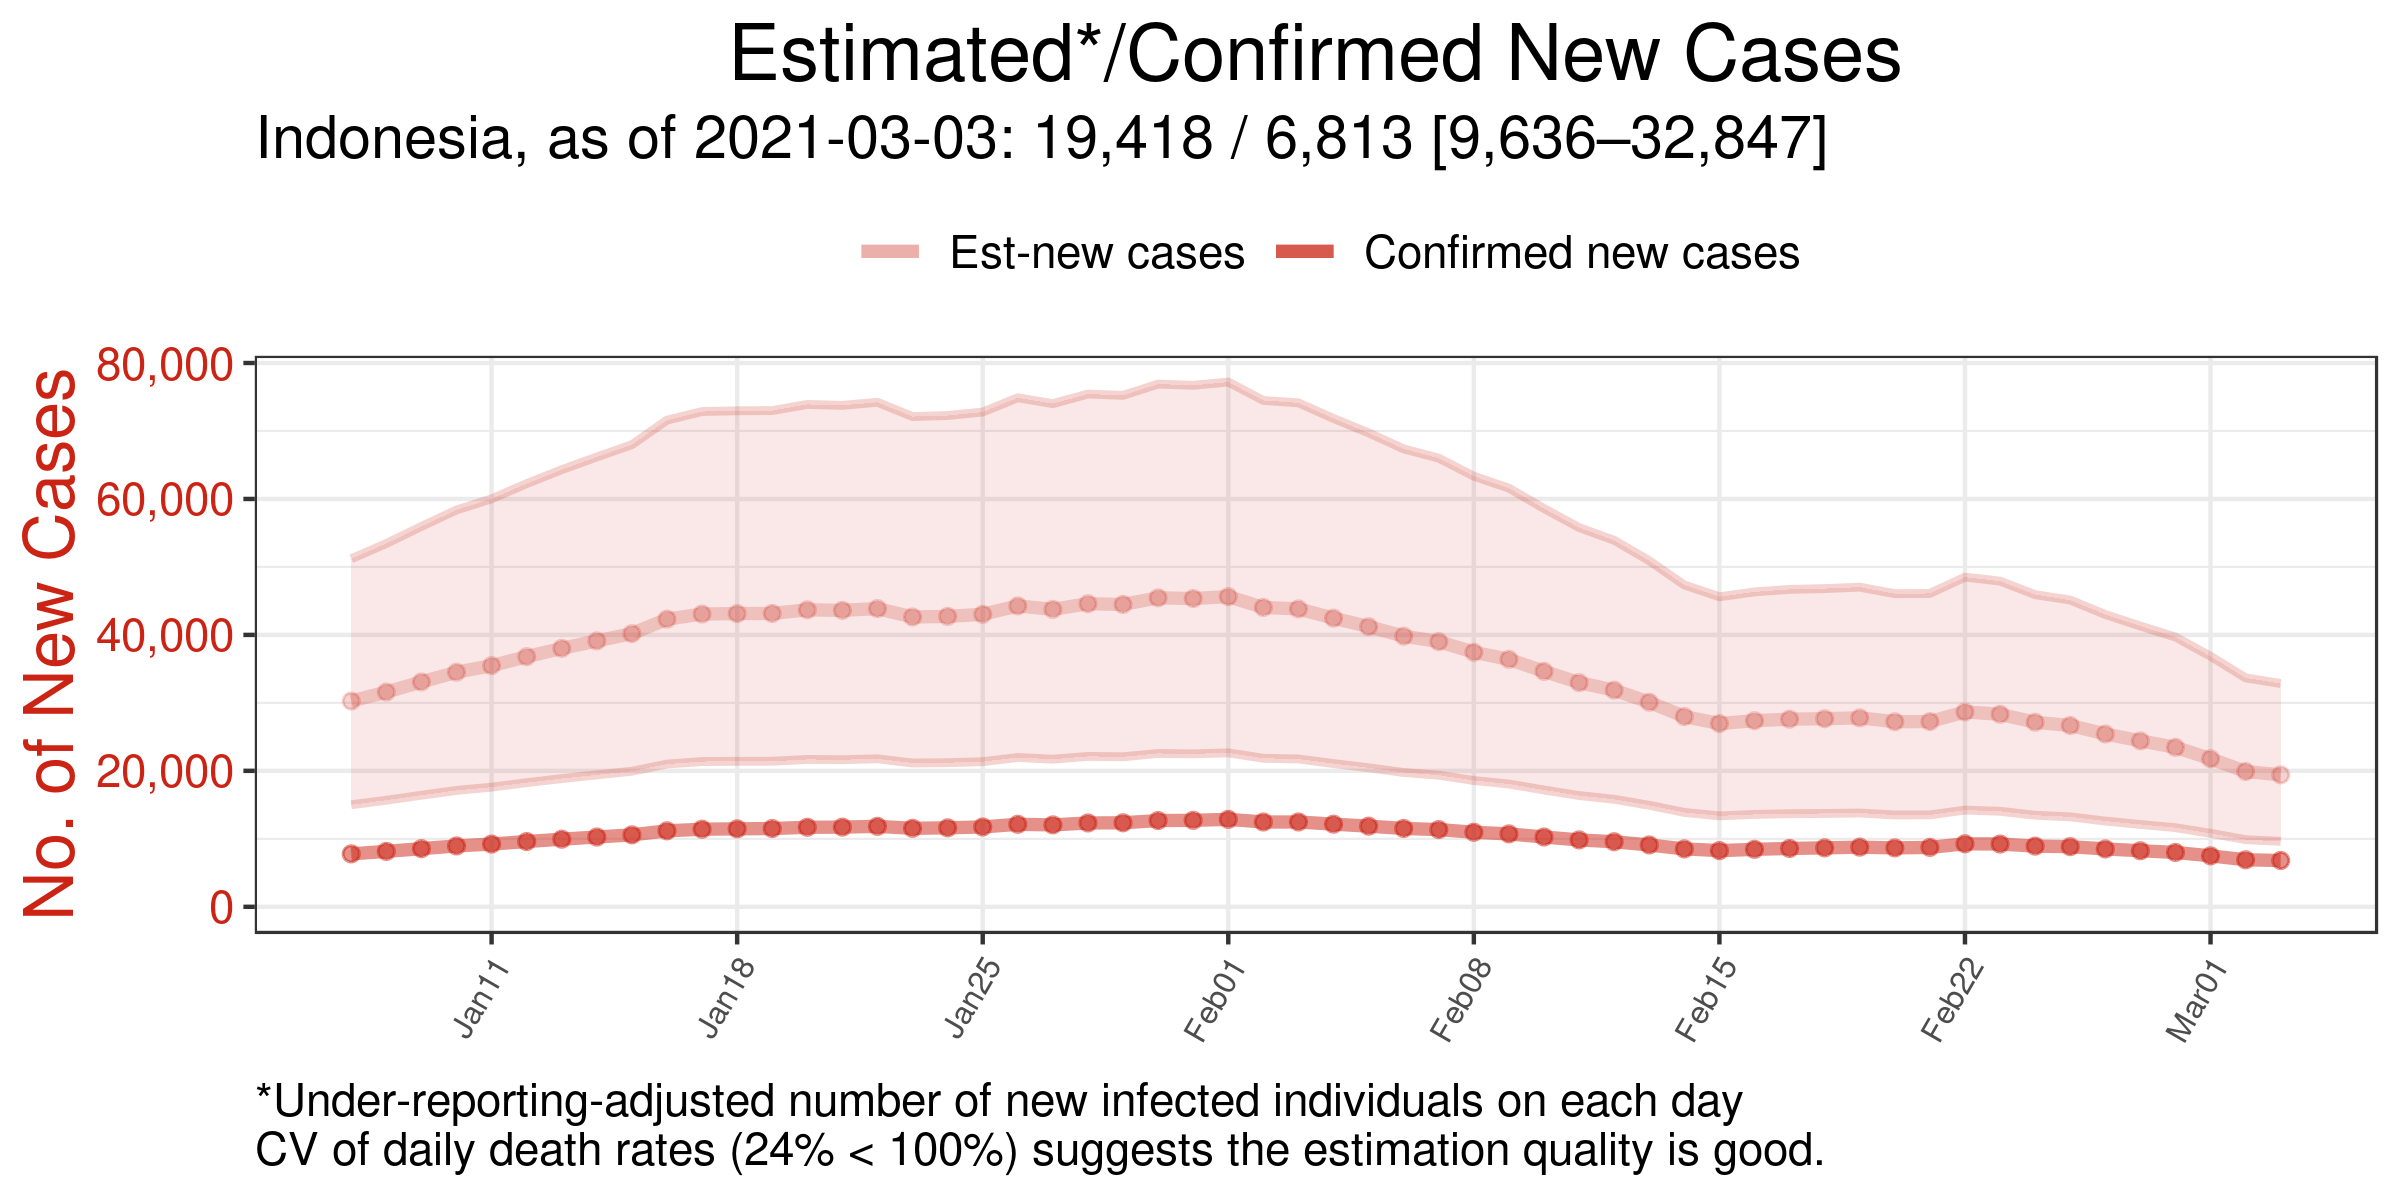 Estimated*/Confirmed New Cases
Indonesia, as of 2021-03-03: 19,418 / 6,813 [9,636–32,847]
Est-new cases
Confirmed new cases
No. of New Cases
80,000
60,000
40,000
20,000
0
Jan11
Jan18
Jan25
Feb01
Feb08
Feb15
Feb22
Mar01
*Under-reporting-adjusted number of new infected individuals on each day
CV of daily death rates (24% < 100%) suggests the estimation quality is good.